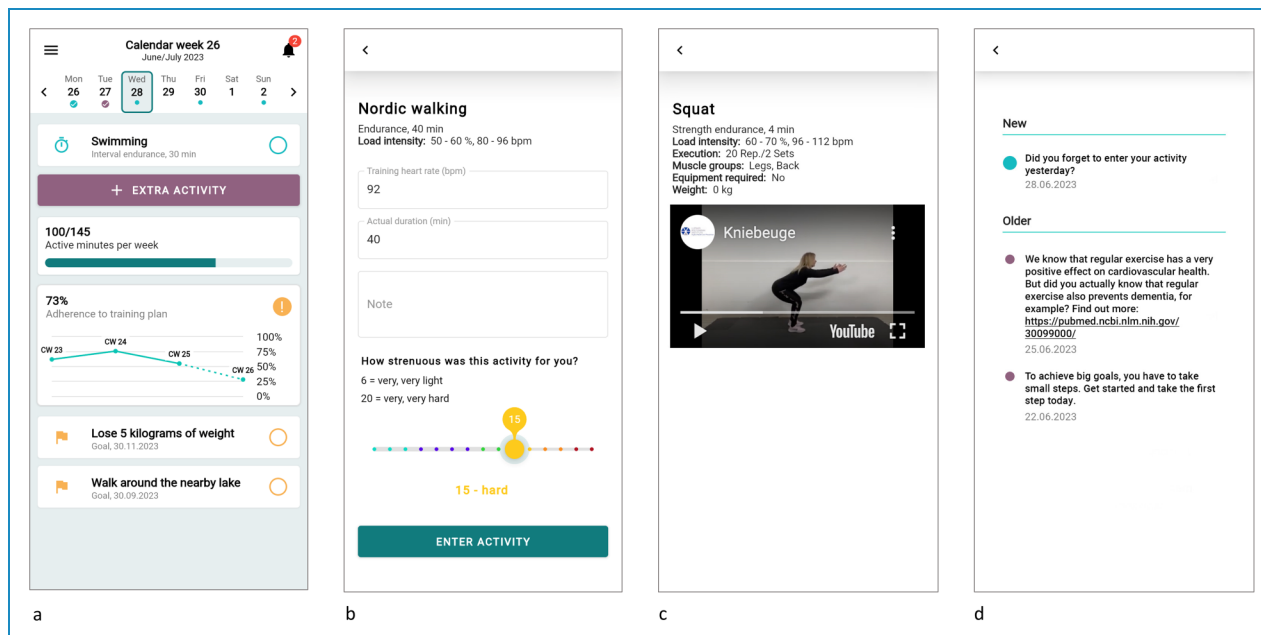 Calendar week 26
June/July 2023
2
Mon Tue Wed Thu Fri Sat Sun
26 27 28 29 30 1 2
Swimming
Interval endurance, 30 min
+ EXTRA ACTIVITY
100/145
Active minutes per week
73%
Adherence to training plan
!
CW 23
CW 24
CW 25
CW 26
100%
75%
50%
25%
0%
Lose 5 kilograms of weight
Goal, 30.11.2023
Walk around the nearby lake
Goal, 30.09.2023
a
Nordic walking
Endurance, 40 min
Load intensity: 50 - 60 %, 80 - 96 bpm
Training heart rate (bpm)
92
Actual duration (min)
40
Note
How strenuous was this activity for you?
6 = very, very light
20 = very, very hard
15
15 - hard
ENTER ACTIVITY
b
Squat
Strength endurance, 4 min
Load intensity: 60 - 70 %, 96 - 112 bpm
Execution: 20 Rep./2 Sets
Muscle groups: Legs, Back
Equipment required: No
Weight: 0 kg
Kniebeuge
YouTube
c
New
Did you forget to enter your activity
yesterday?
28.06.2023
Older
We know that regular exercise has a very
positive effect on cardiovascular health.
But did you actually know that regular
exercise also prevents dementia, for
example? Find out more:
https://pubmed.ncbi.nlm.nih.gov/
30099000/
25.06.2023
To achieve big goals, you have to take
small steps. Get started and take the first
step today.
22.06.2023
d